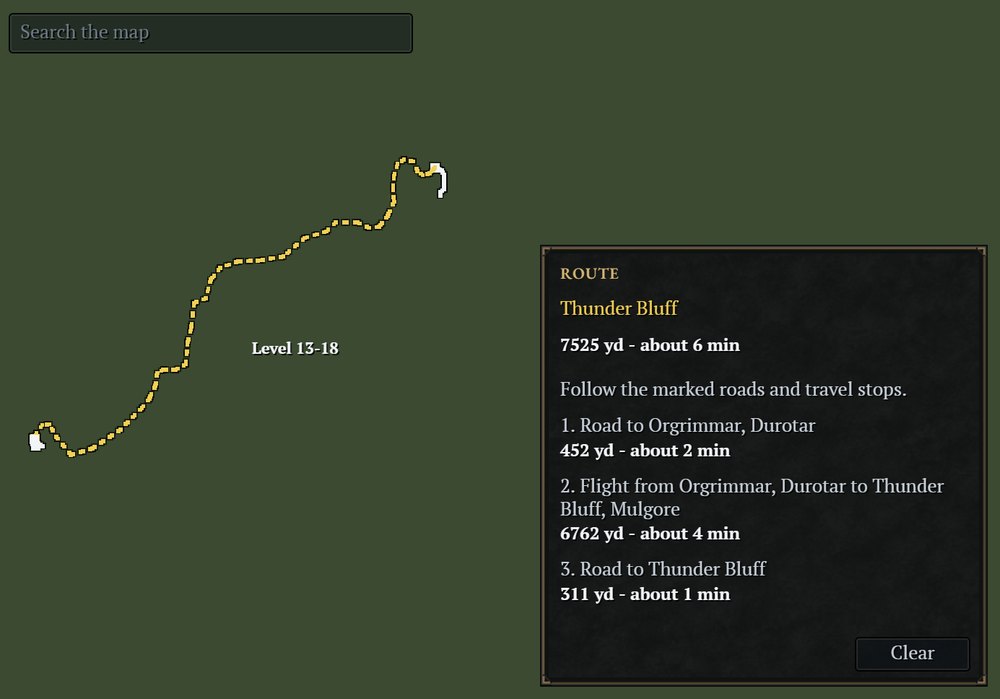 Search the map
Level 13-18
ROUTE
Thunder Bluff
7525 yd - about 6 min
Follow the marked roads and travel stops.
1. Road to Orgrimmar, Durotar
452 yd - about 2 min
2. Flight from Orgrimmar, Durotar to Thunder
Bluff, Mulgore
6762 yd - about 4 min
3. Road to Thunder Bluff
311 yd - about 1 min
Clear